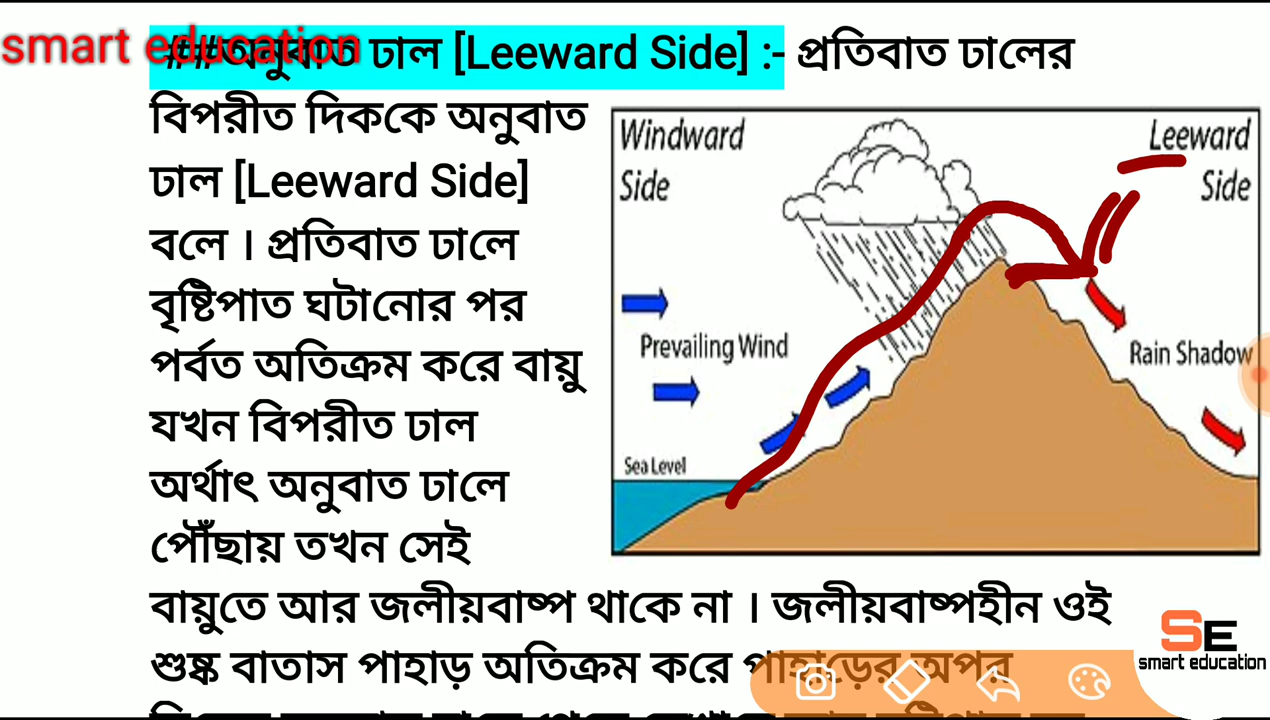 smart education
##অনুবাত ঢাল [Leeward Side] :- প্রতিবাত ঢালের
বিপরীত দিককে অনুবাত
ঢাল [Leeward Side]
বলে । প্রতিবাত ঢালে
বৃষ্টিপাত ঘটানোর পর
পর্বত অতিক্রম করে বায়ু
যখন বিপরীত ঢাল
অর্থাৎ অনুবাত ঢালে
পৌঁছায় তখন সেই
বায়ুতে আর জলীয়বাষ্প থাকে না । জলীয়বাষ্পহীন ওই
শুষ্ক বাতাস পাহাড় অতিক্রম করে পাহাড়ের অপর
Windward
Side
Leeward
Side
Prevailing Wind
Rain Shadow
Sea Level
SE
smart education